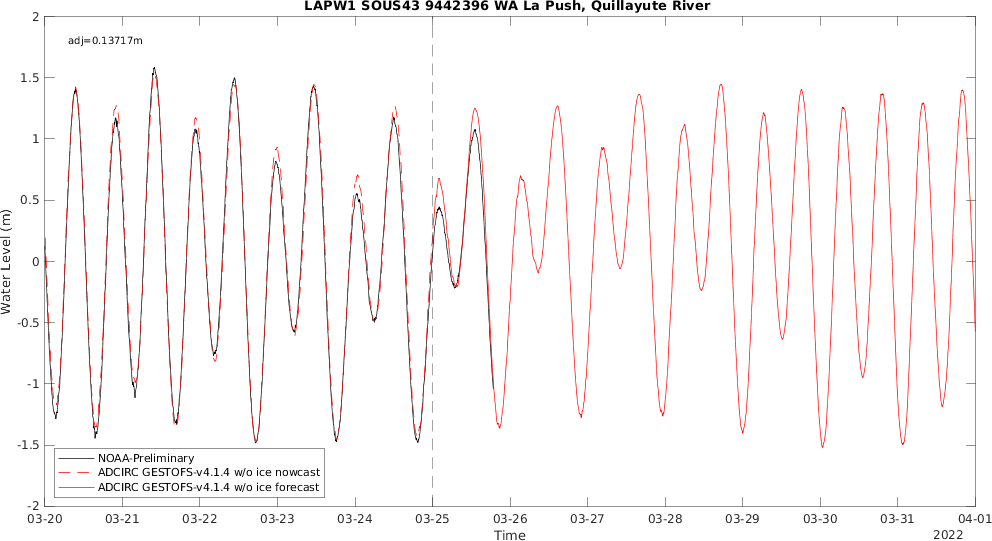 LAPW1 SOUS43 9442396 WA La Push, Quillayute River
adj=0.13717m
2
1.5
1
0.5
0
-0.5
-1
-1.5
-2
Water Level (m)
NOAA-Preliminary
ADCIRC GESTOFS-v4.1.4 w/o ice nowcast
ADCIRC GESTOFS-v4.1.4 w/o ice forecast
03-20 03-21 03-22 03-23 03-24 03-25 03-26 03-27 03-28 03-29 03-30 03-31 04-01
Time
2022